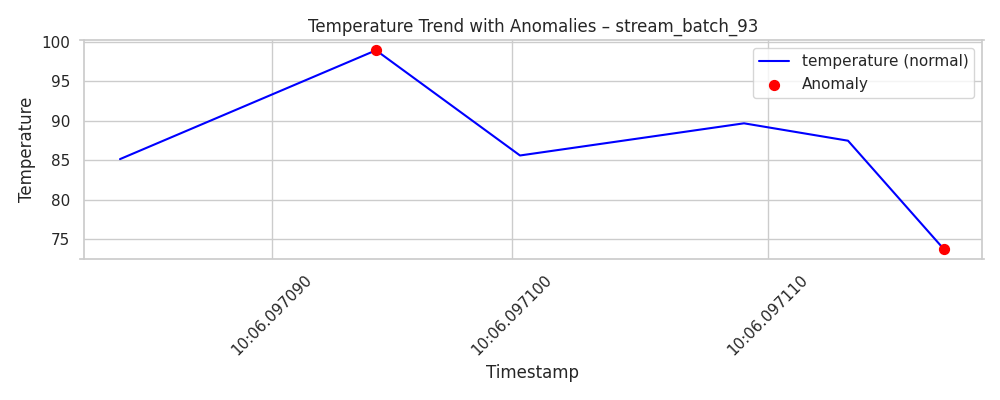 Temperature Trend with Anomalies – stream_batch_93
temperature (normal)
Anomaly
Temperature
100
95
90
85
80
75
10:06.097090
10:06.097100
10:06.097110
Timestamp